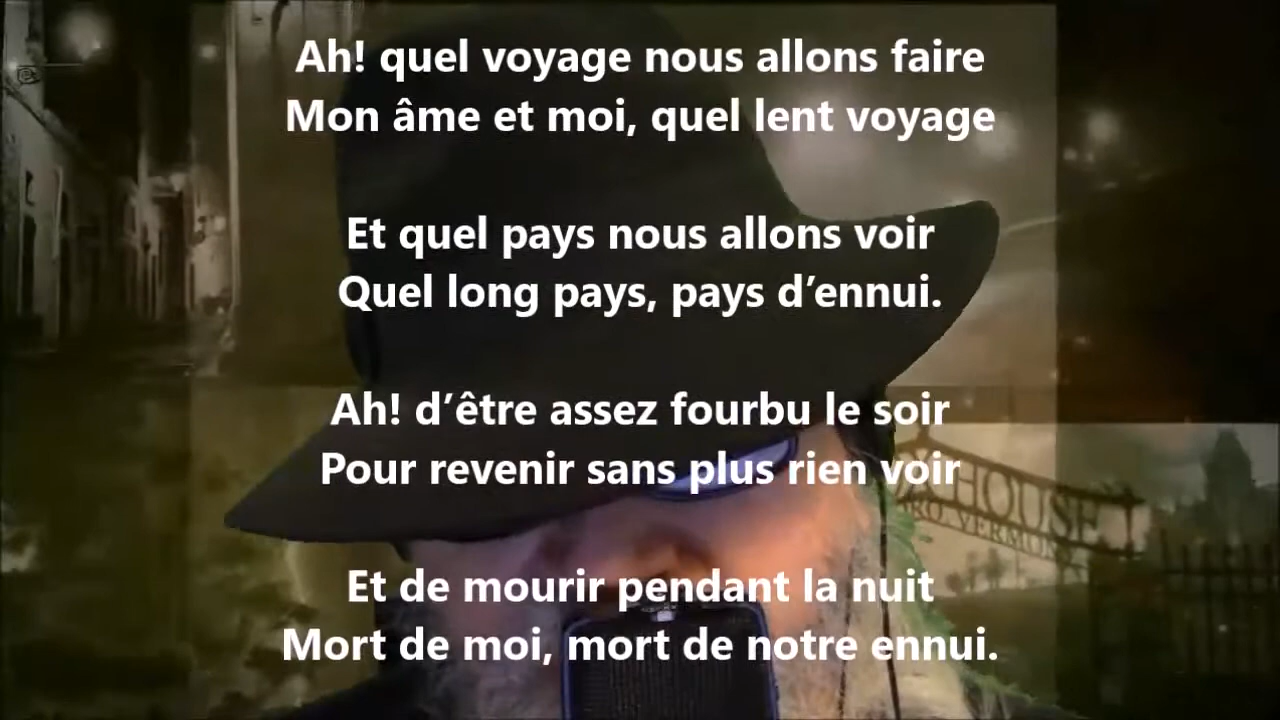 Ah! quel voyage nous allons faire
Mon âme et moi, quel lent voyage
Et quel pays nous allons voir
Quel long pays, pays d’ennui.
Ah! d’être assez fourbu le soir
Pour revenir sans plus rien voir
Et de mourir pendant la nuit
Mort de moi, mort de notre ennui.
HOUSE
VERMONT